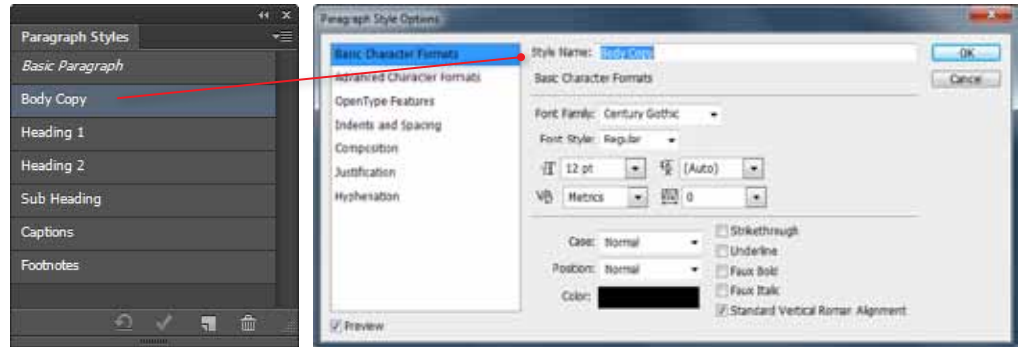 Paragraph Styles
Basic Paragraph
Body Copy
Heading 1
Heading 2
Sub Heading
Captions
Footnotes
Paragraph Style Options
Basic Character Formats
Advanced Character Formats
OpenType Features
Indents and Spacing
Composition
Justification
Hyphenation
Preview
Style Name: Body Copy
Basic Character Formats
Font Family: Century Gothic
Font Style: Regular
12 pt (Auto)
Metrics 0
Case: Normal
Position: Normal
Color:
Strikethrough
Underline
Faux Bold
Faux Italic
Standard Vertical Roman Alignment
OK
Cancel